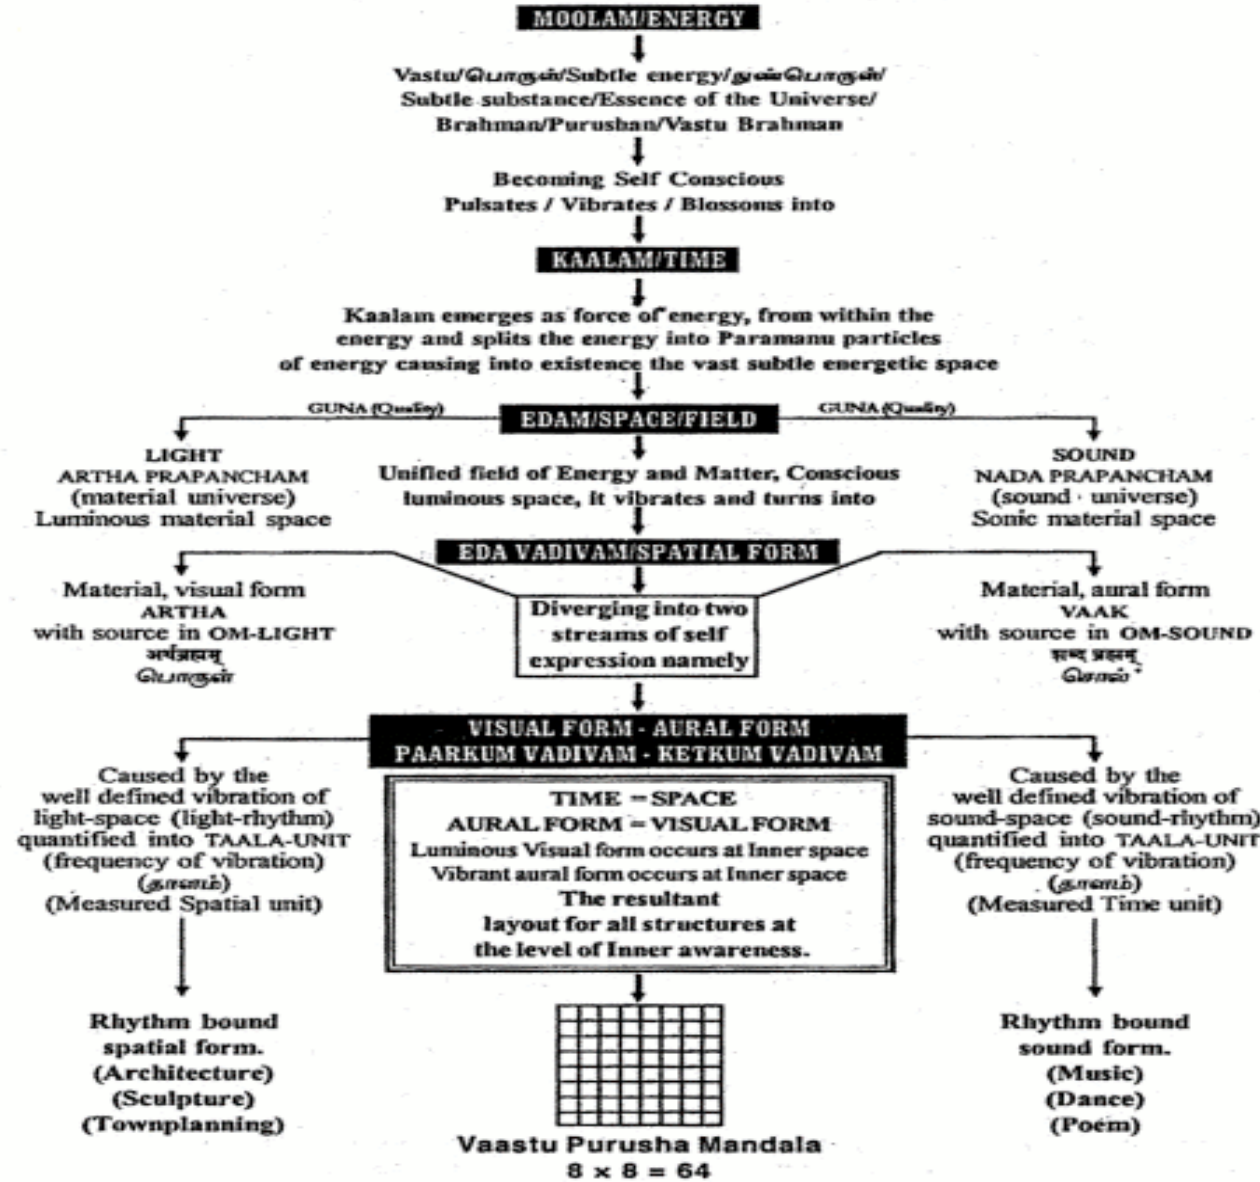 MOOLAM/ENERGY
Vastu/பொருள்/Subtle energy/நுண்பொருள்/
Subtle substance/Essence of the Universe/
Brahman/Purushan/Vastu Brahman
Becoming Self Conscious
Pulsates / Vibrates / Blossoms into
KAALAM/TIME
Kaalam emerges as force of energy, from within the
energy and splits the energy into Paramanu particles
of energy causing into existence the vast subtle energetic space
GUNA (Quality)
EDAM/SPACE/FIELD
GUNA (Quality)
LIGHT
ARTHA PRAPANCHAM
(material universe)
Luminous material space
Unified field of Energy and Matter, Conscious
luminous space, it vibrates and turns into
SOUND
NADA PRAPANCHAM
(sound universe)
Sonic material space
EDA VADIVAM/SPATIAL FORM
Material, visual form
ARTHA
with source in OM-LIGHT
अर्थब्रह्मम्
பொருள்
Diverging into two
streams of self
expression namely
Material, aural form
VAAK
with source in OM-SOUND
शब्द ब्रह्मम्
சொல்
VISUAL FORM - AURAL FORM
PAARKUM VADIVAM - KETKUM VADIVAM
Caused by the
well defined vibration of
light-space (light-rhythm)
quantified into TAALA-UNIT
(frequency of vibration)
(தாளம்)
(Measured Spatial unit)
TIME = SPACE
AURAL FORM = VISUAL FORM
Luminous Visual form occurs at Inner space
Vibrant aural form occurs at Inner space
The resultant
layout for all structures at
the level of Inner awareness.
Caused by the
well defined vibration of
sound-space (sound-rhythm)
quantified into TAALA-UNIT
(frequency of vibration)
(தாளம்)
(Measured Time unit)
Rhythm bound
spatial form.
(Architecture)
(Sculpture)
(Townplanning)
Rhythm bound
sound form.
(Music)
(Dance)
(Poem)
Vaastu Purusha Mandala
8 x 8 = 64